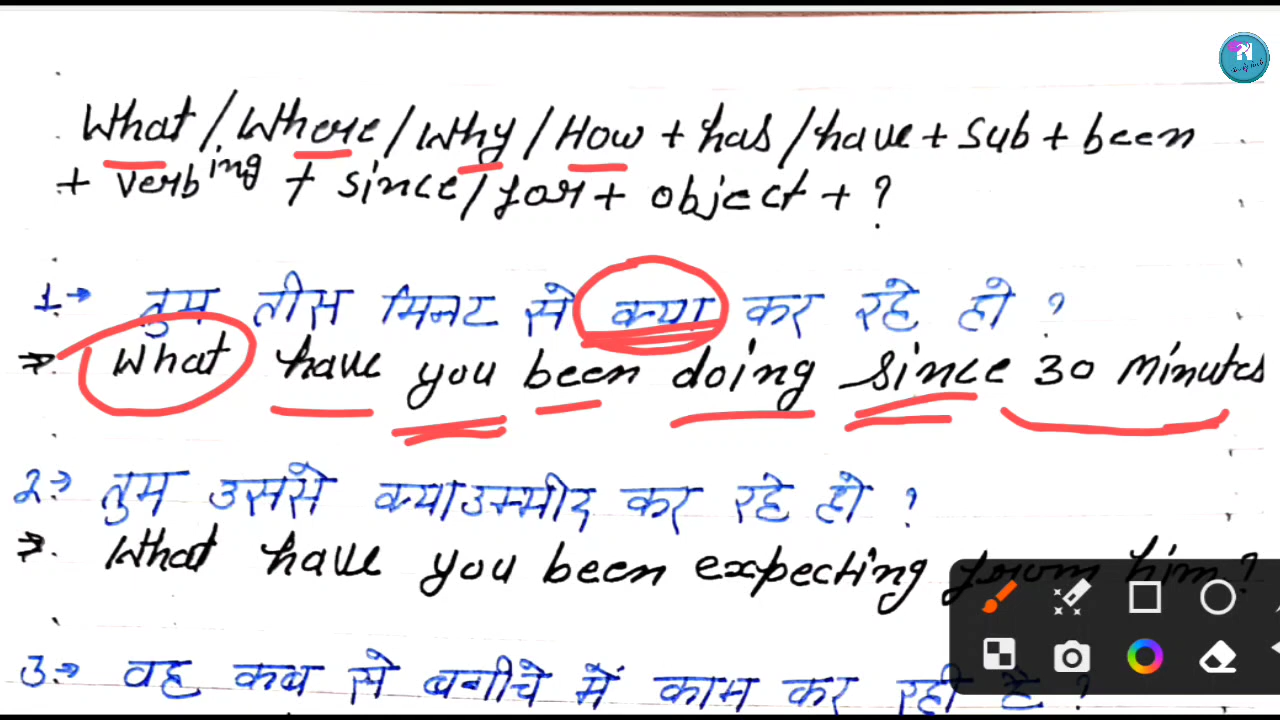 What / Where / Why / How + has / have + sub + been
+ verb ing + since / for + object + ?
1 → तुम तीस मिनट से क्या कर रहे हो ?
→ What have you been doing since 30 Minutes
2 → तुम उससे क्या उम्मीद कर रहे हो ?
→ What have you been expecting from him ?
3 → वह कब से बगीचे में काम कर रही है ?